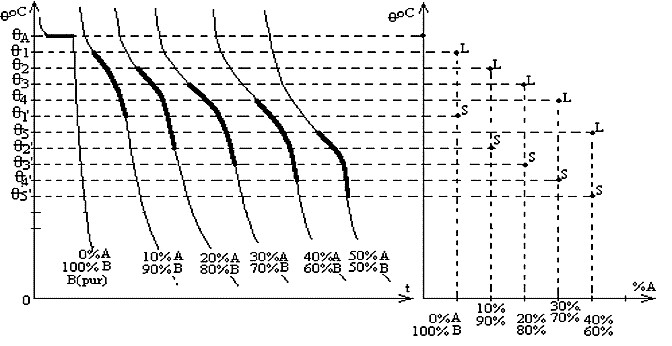 θ°C
θA
θ1
θ2
θ3
θ4
θ1'
θ5
θ2'
θ3'
θ4'
θ5'
0
0%A
100%B
B(pur)
10%A
90%B
20%A
80%B
30%A
70%B
40%A
60%B
50%A
50%B
t
θ°C
L
L
L
L
S
L
S
S
S
S
%A
0%A
100%B
10%
90%
20%
80%
30%
70%
40%
60%